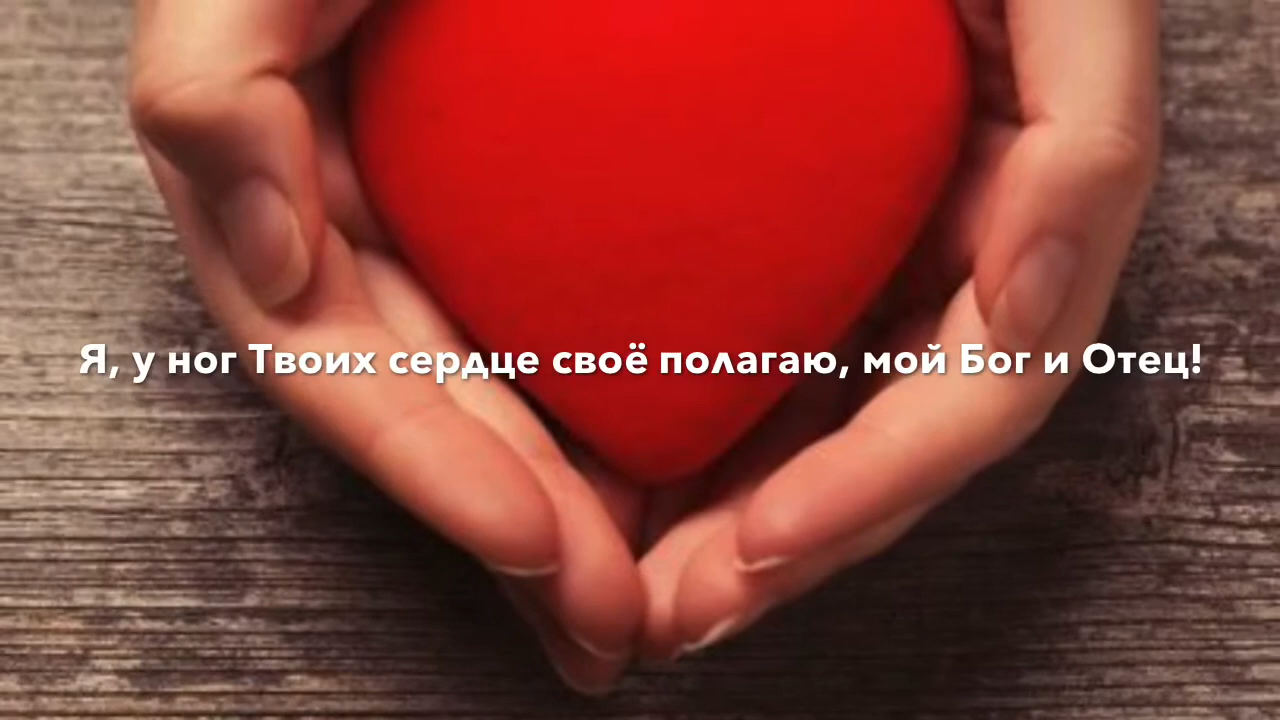 Я, у ног Твоих сердце своё полагаю, мой Бог и Отец!